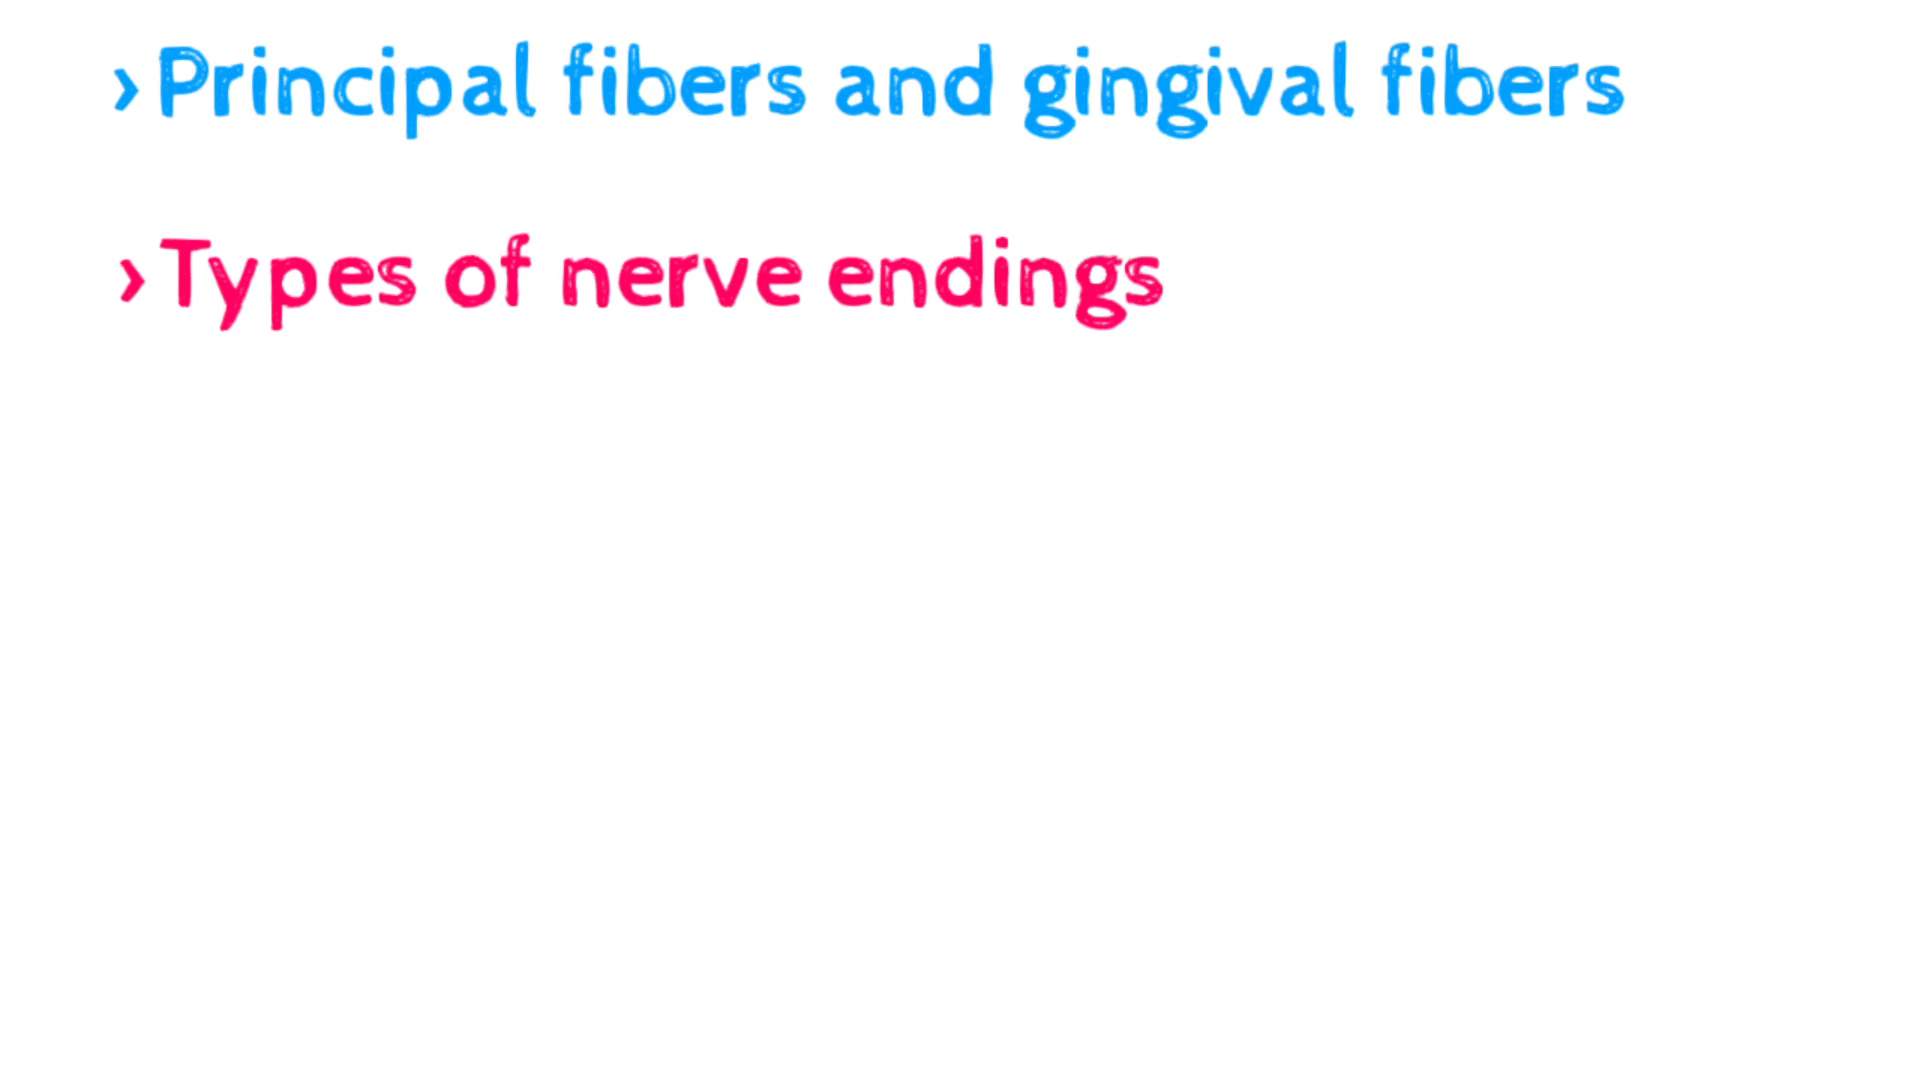 › Principal fibers and gingival fibers
› Types of nerve endings